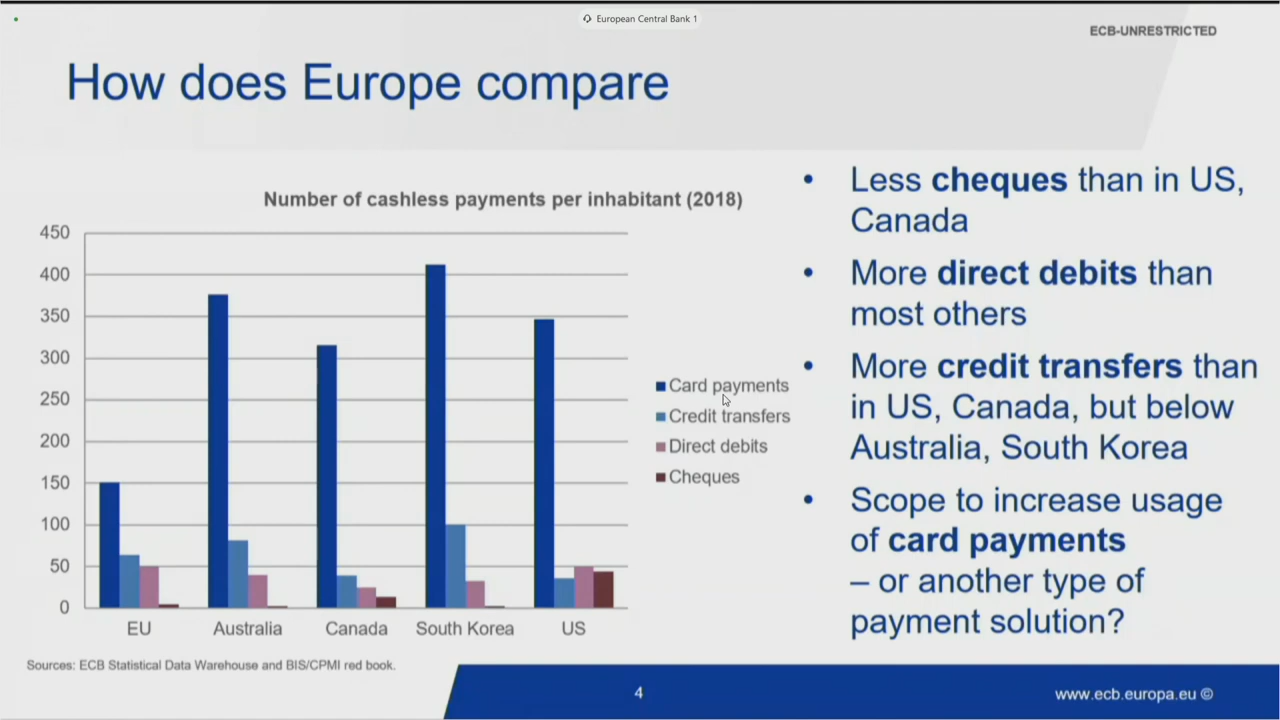 European Central Bank 1
ECB-UNRESTRICTED
How does Europe compare
Number of cashless payments per inhabitant (2018)
450
400
350
300
250
200
150
100
50
0
EU Australia Canada South Korea US
Card payments
Credit transfers
Direct debits
Cheques
Sources: ECB Statistical Data Warehouse and BIS/CPMI red book.
• Less cheques than in US,
Canada
• More direct debits than
most others
• More credit transfers than
in US, Canada, but below
Australia, South Korea
• Scope to increase usage
of card payments
– or another type of
payment solution?
4
www.ecb.europa.eu ©